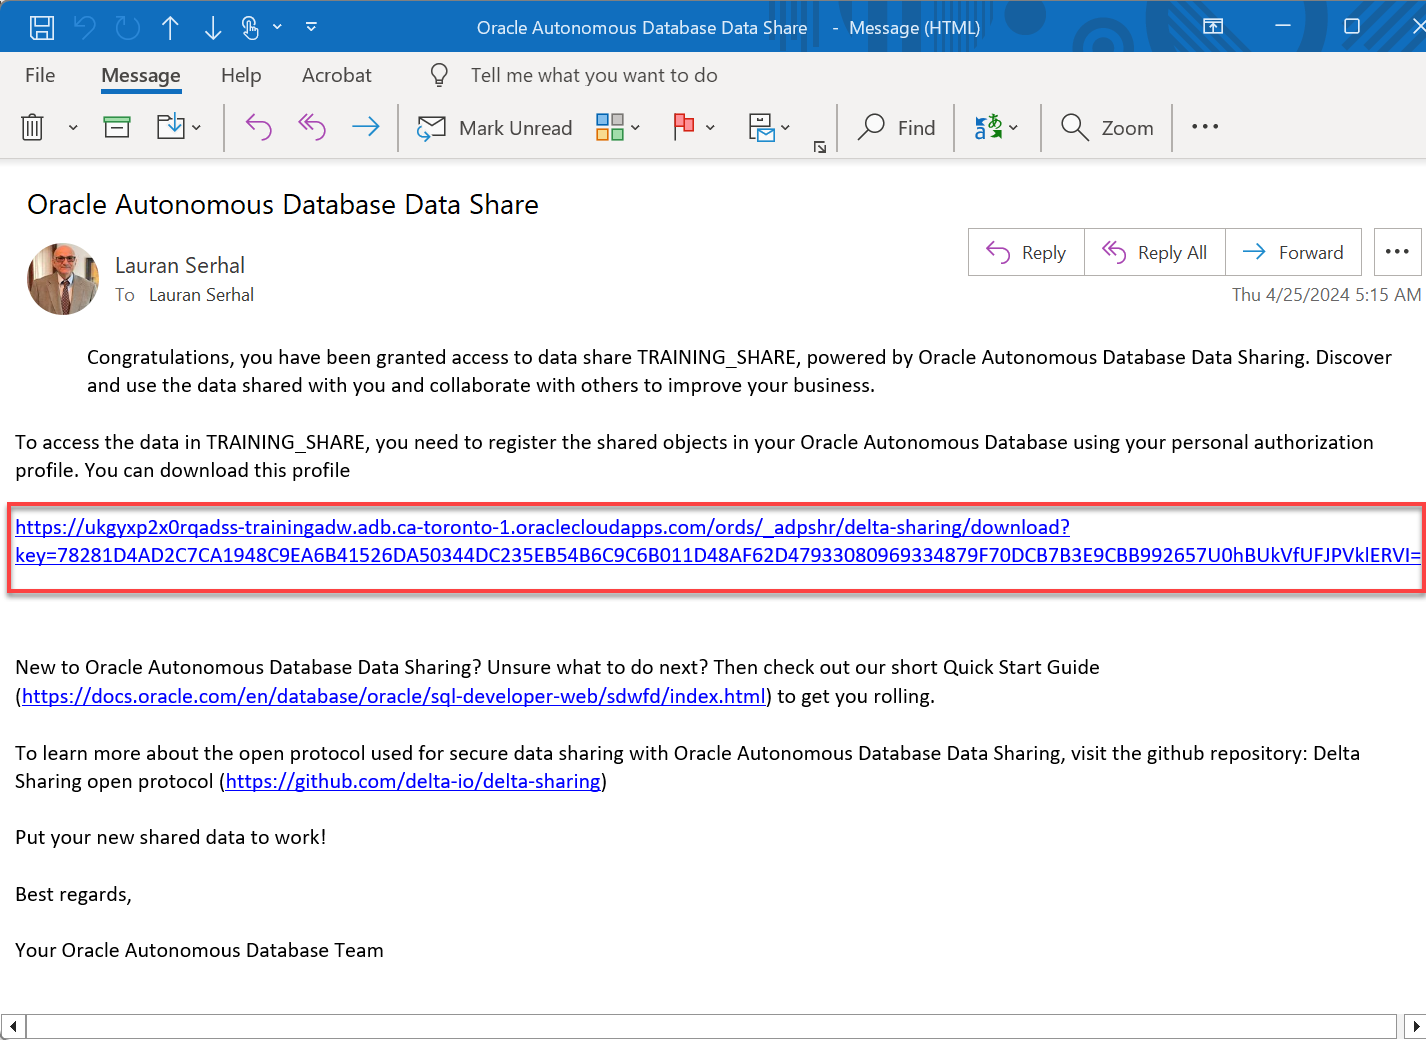 Oracle Autonomous Database Data Share - Message (HTML)
File Message Help Acrobat Tell me what you want to do
Mark Unread Find Zoom
Oracle Autonomous Database Data Share
Lauran Serhal
To Lauran Serhal
Reply Reply All Forward
Thu 4/25/2024 5:15 AM
Congratulations, you have been granted access to data share TRAINING_SHARE, powered by Oracle Autonomous Database Data Sharing. Discover
and use the data shared with you and collaborate with others to improve your business.
To access the data in TRAINING_SHARE, you need to register the shared objects in your Oracle Autonomous Database using your personal authorization
profile. You can download this profile
https://ukgyxp2x0rqadss-trainingadw.adb.ca-toronto-1.oraclecloudapps.com/ords/_adpshr/delta-sharing/download?
key=78281D4AD2C7CA1948C9EA6B41526DA50344DC235EB54B6C9C6B011D48AF62D47933080969334879F70DCB7B3E9CBB992657U0hBUkVfUFJPVklERVI=
New to Oracle Autonomous Database Data Sharing? Unsure what to do next? Then check out our short Quick Start Guide
(https://docs.oracle.com/en/database/oracle/sql-developer-web/sdwfd/index.html) to get you rolling.
To learn more about the open protocol used for secure data sharing with Oracle Autonomous Database Data Sharing, visit the github repository: Delta
Sharing open protocol (https://github.com/delta-io/delta-sharing)
Put your new shared data to work!
Best regards,
Your Oracle Autonomous Database Team